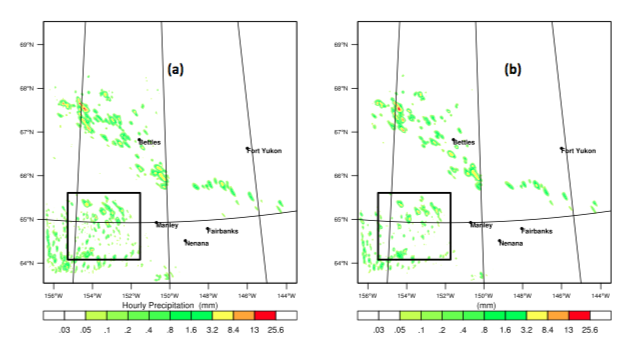 (a)
69°N
68°N
67°N
66°N
65°N
64°N
Bettles
Fort Yukon
Manley
Fairbanks
Nenana
156°W 154°W 152°W 150°W 148°W 146°W 144°W
Hourly Precipitation (mm)
.03 .05 .1 .2 .4 .8 1.6 3.2 8.4 13 25.6
(b)
69°N
68°N
67°N
66°N
65°N
64°N
Bettles
Fort Yukon
Manley
Fairbanks
Nenana
156°W 154°W 152°W 150°W 148°W 146°W 144°W
(mm)
.03 .05 .1 .2 .4 .8 1.6 3.2 8.4 13 25.6